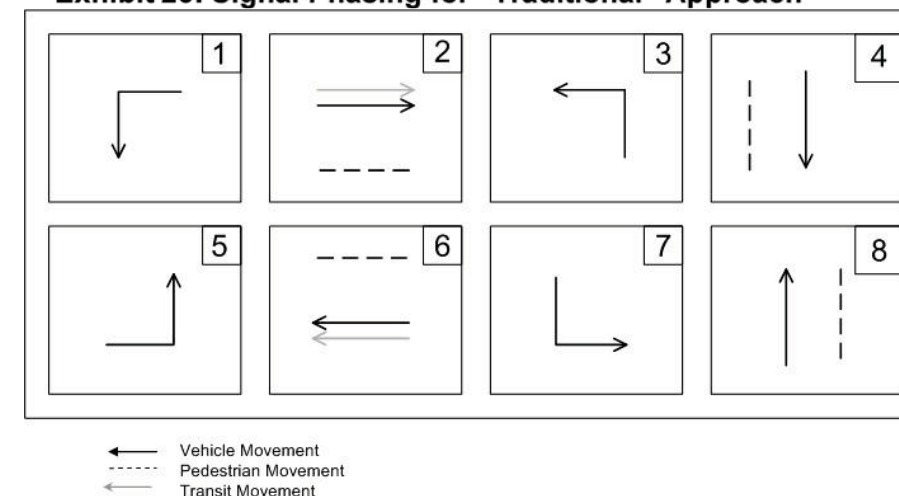 Exhibit 20: Signal Phasing for "Traditional" Approach
1
2
3
4
5
6
7
8
Vehicle Movement
Pedestrian Movement
Transit Movement